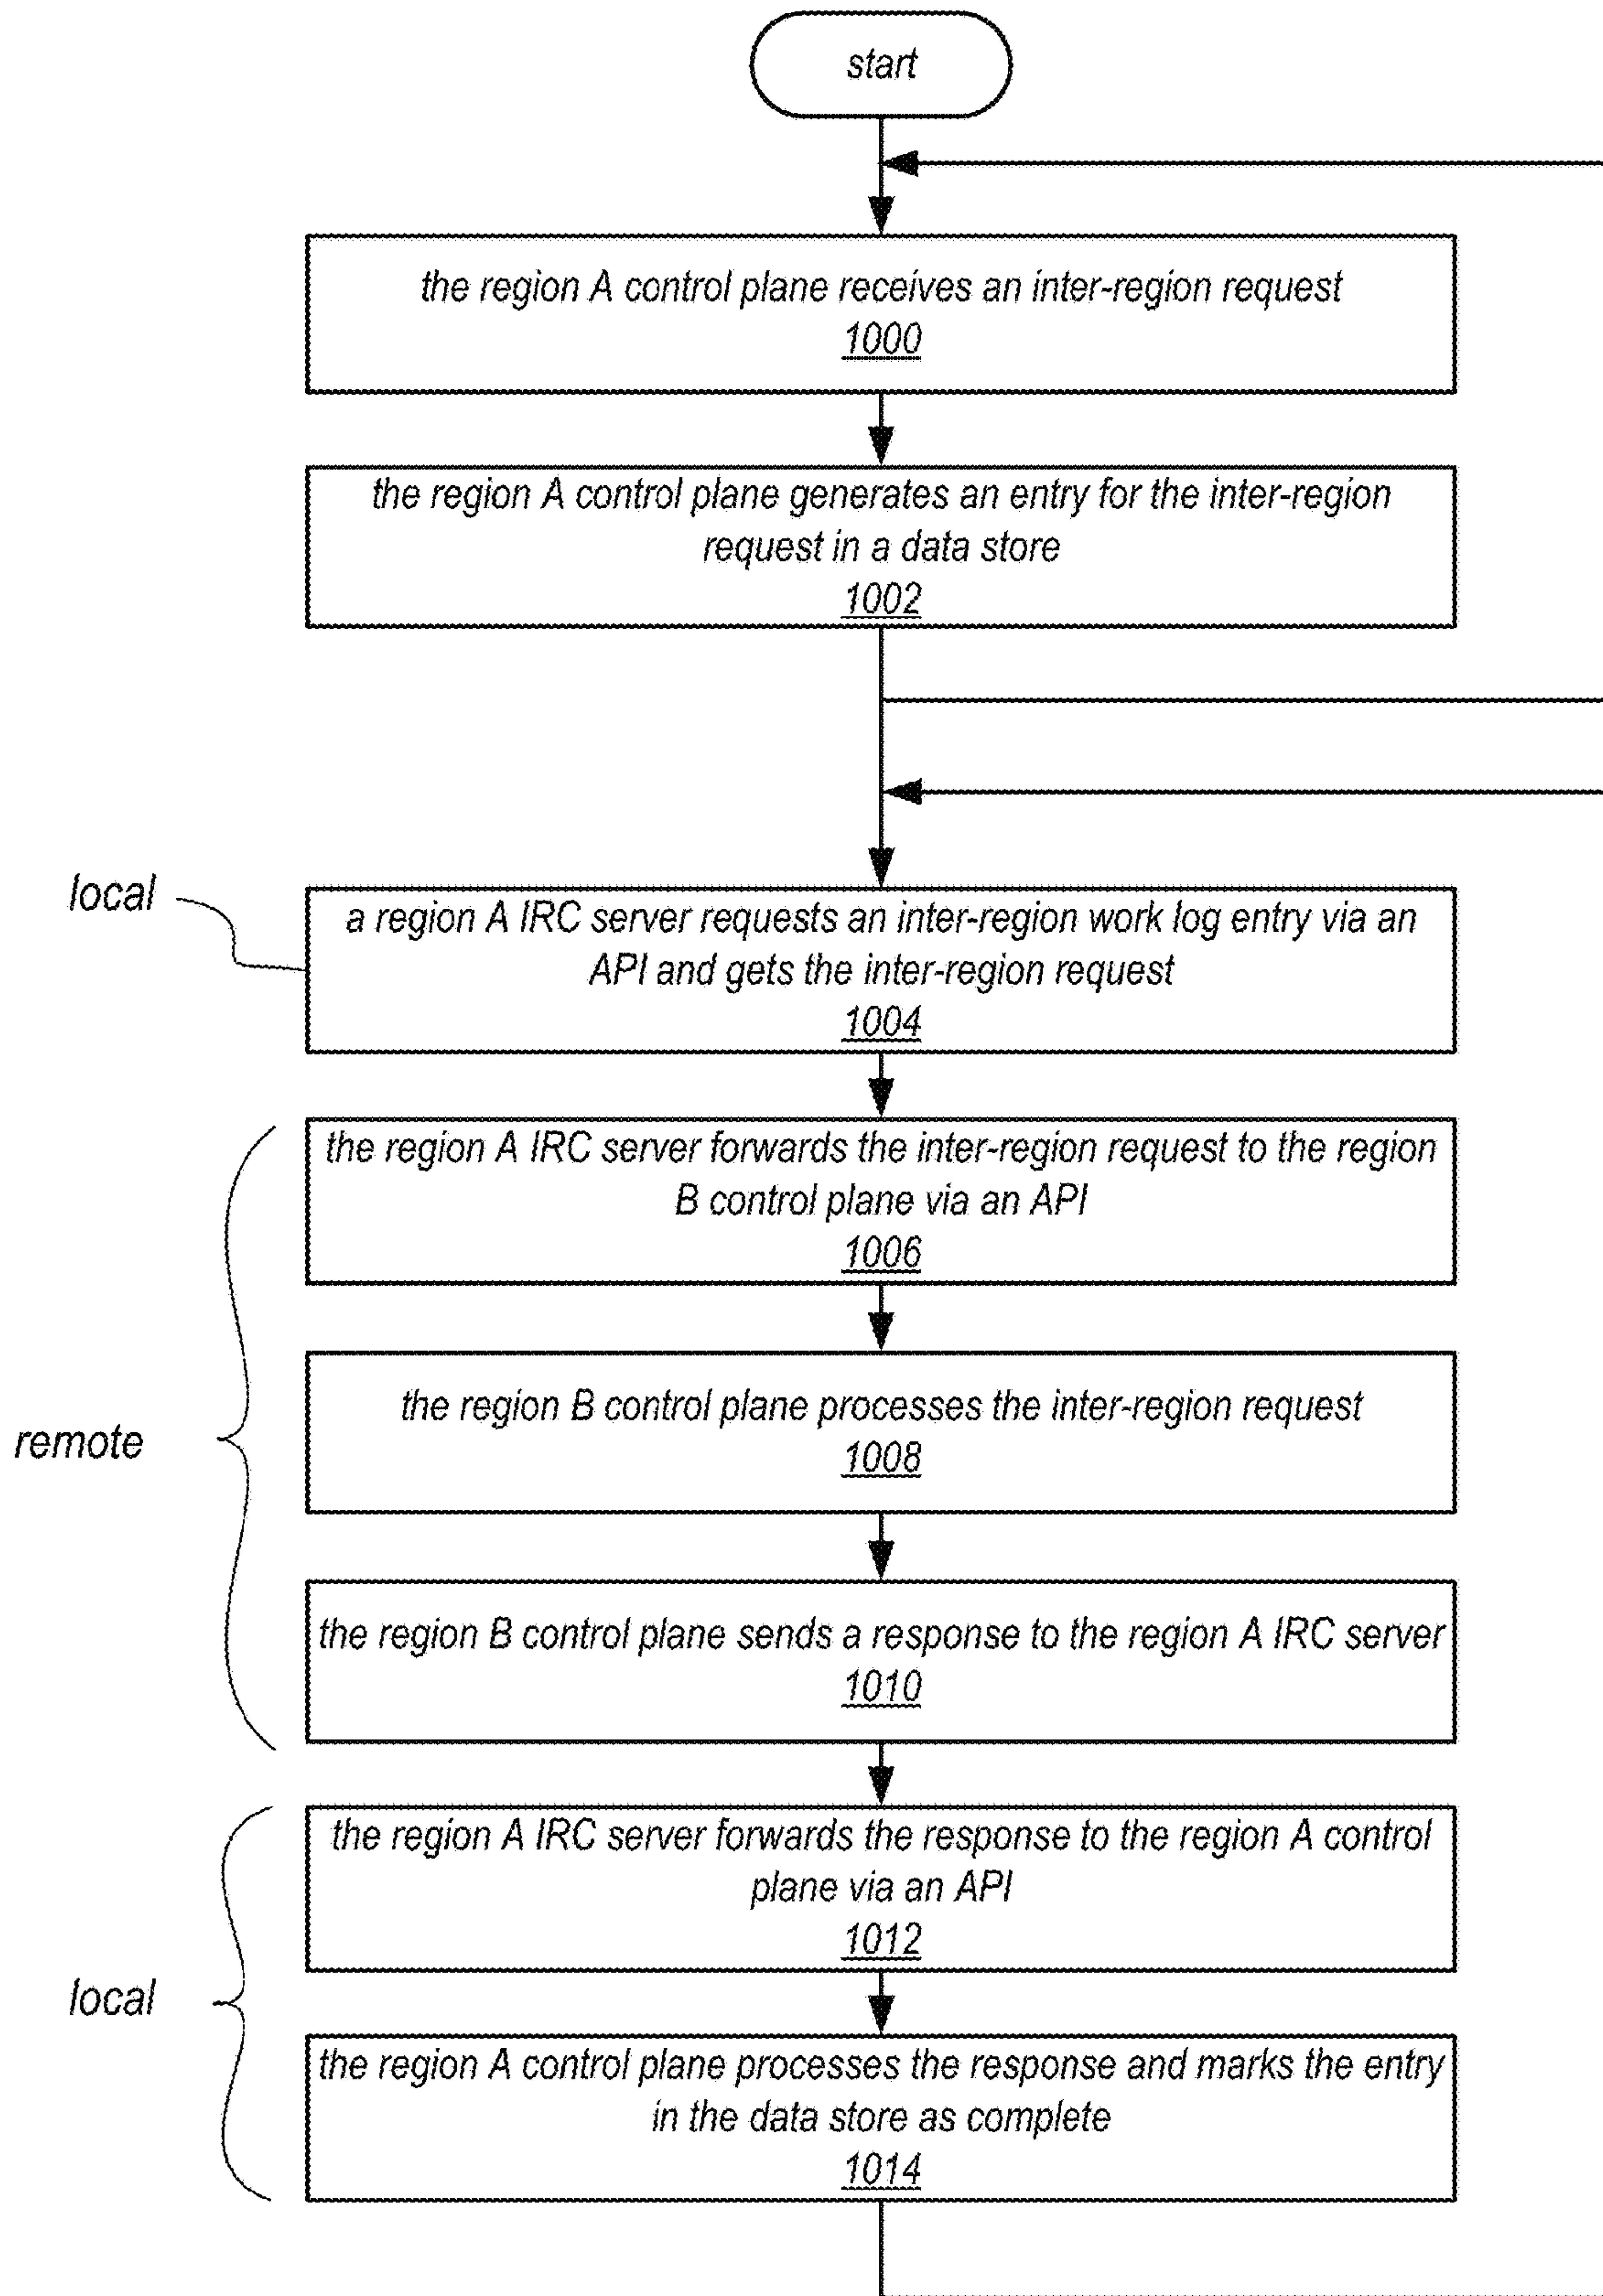 start
the region A control plane receives an inter-region request
1000
the region A control plane generates an entry for the inter-region
request in a data store
1002
local
a region A IRC server requests an inter-region work log entry via an
API and gets the inter-region request
1004
the region A IRC server forwards the inter-region request to the region
B control plane via an API
1006
remote
the region B control plane processes the inter-region request
1008
the region B control plane sends a response to the region A IRC server
1010
the region A IRC server forwards the response to the region A control
plane via an API
1012
local
the region A control plane processes the response and marks the entry
in the data store as complete
1014